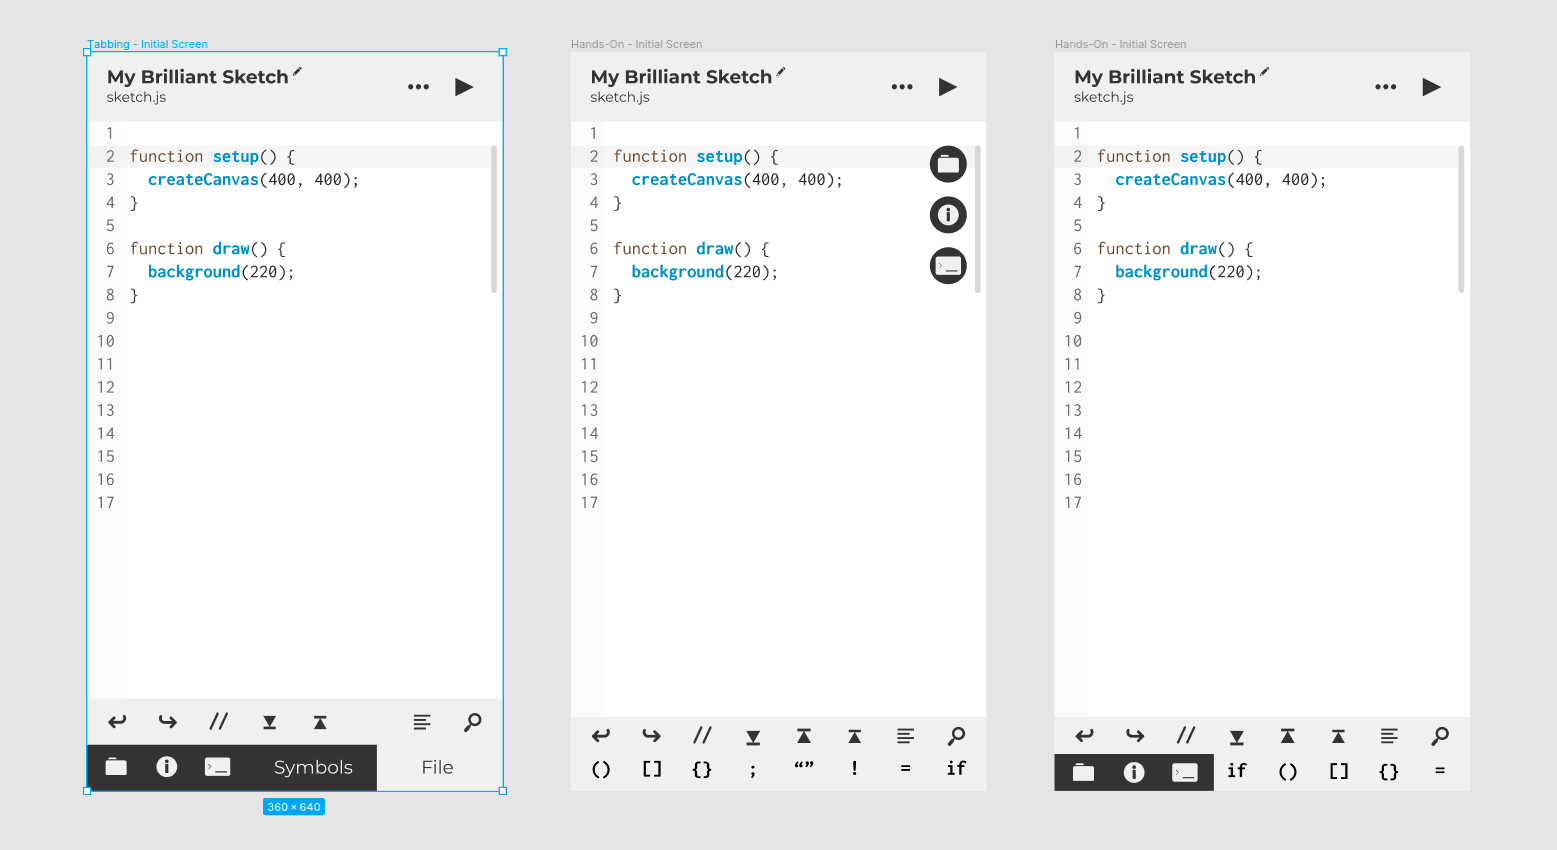 Tabbing - Initial Screen
My Brilliant Sketch
sketch.js
1
2 function setup() {
3 createCanvas(400, 400);
4 }
5
6 function draw() {
7 background(220);
8 }
9
10
11
12
13
14
15
16
17
//
Symbols
File
360 × 640
Hands-On - Initial Screen
My Brilliant Sketch
sketch.js
1
2 function setup() {
3 createCanvas(400, 400);
4 }
5
6 function draw() {
7 background(220);
8 }
9
10
11
12
13
14
15
16
17
//
() [] {} ; “” ! = if
Hands-On - Initial Screen
My Brilliant Sketch
sketch.js
1
2 function setup() {
3 createCanvas(400, 400);
4 }
5
6 function draw() {
7 background(220);
8 }
9
10
11
12
13
14
15
16
17
//
if () [] {} =